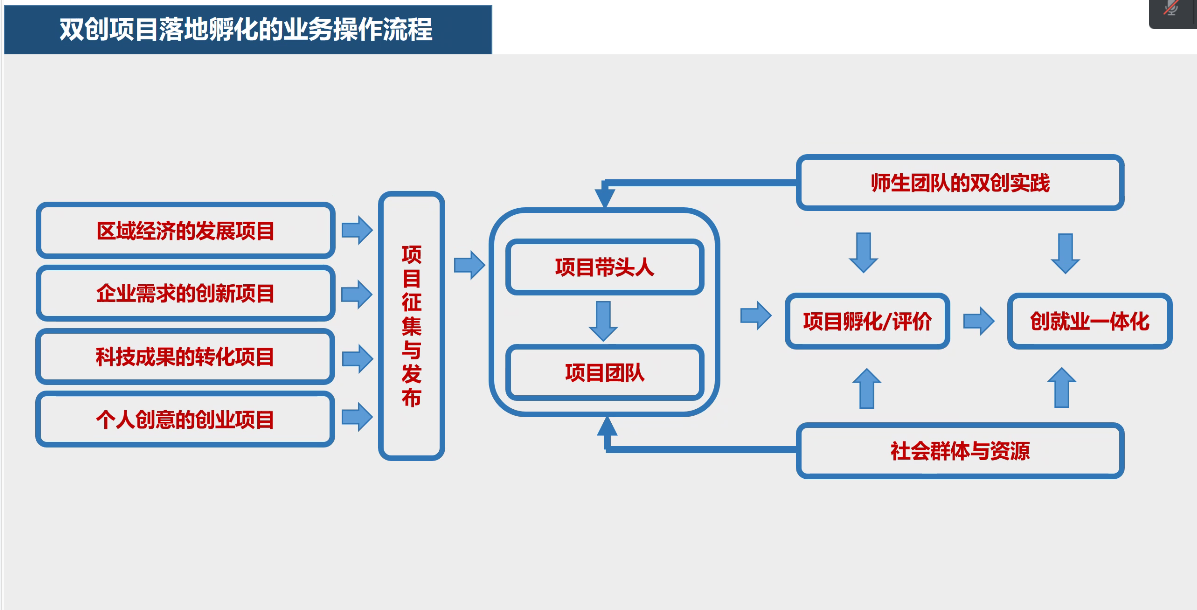 双创项目落地孵化的业务操作流程
区域经济的发展项目
企业需求的创新项目
科技成果的转化项目
个人创意的创业项目
项目征集与发布
项目带头人
项目团队
师生团队的双创实践
项目孵化/评价
创就业一体化
社会群体与资源